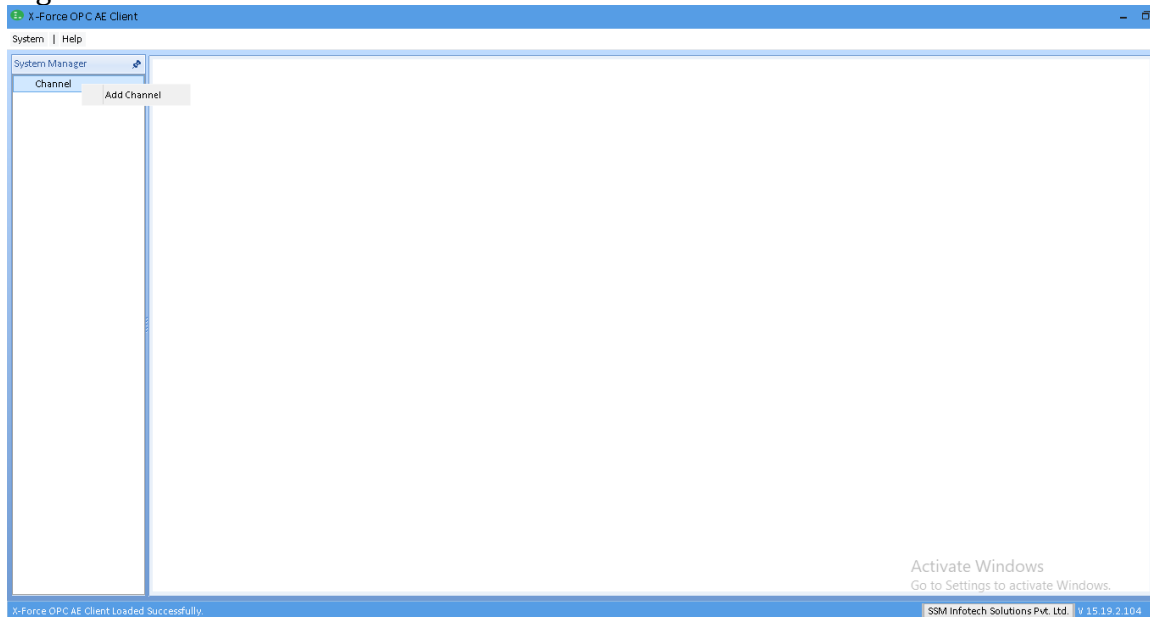 X-Force OPC AE Client
System | Help
System Manager
Channel
Add Channel
Activate Windows
Go to Settings to activate Windows.
X-Force OPC AE Client Loaded Successfully.
SSM Infotech Solutions Pvt. Ltd. V 15.19.2.104